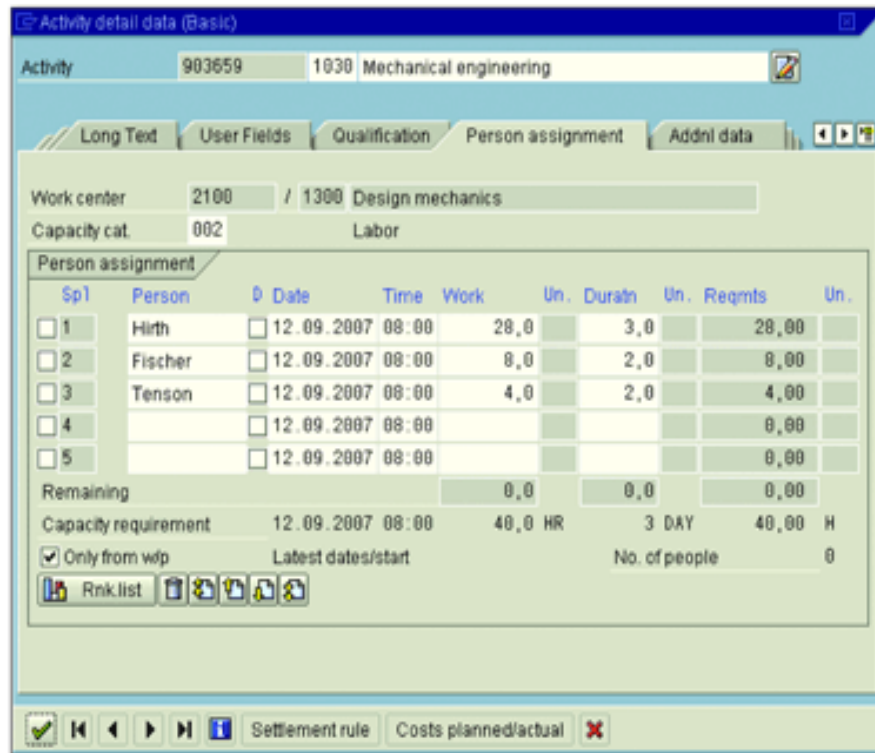 Activity detail data (Basic)
Activity 903659 1030 Mechanical engineering
Long Text User Fields Qualification Person assignment Addnl data
Work center 2100 / 1300 Design mechanics
Capacity cat. 002 Labor
Person assignment
Spl Person D Date Time Work Un. Duratn Un. Reqmts Un.
1 Hirth 12.09.2007 08:00 28,0 3,0 28,00
2 Fischer 12.09.2007 08:00 8,0 2,0 8,00
3 Tenson 12.09.2007 08:00 4,0 2,0 4,00
4 12.09.2007 08:00 0,00
5 12.09.2007 08:00 0,00
Remaining 0,0 0,0 0,00
Capacity requirement 12.09.2007 08:00 40,0 HR 3 DAY 40,00 H
Only from w/p Latest dates/start No. of people 0
Rnk.list
Settlement rule Costs planned/actual